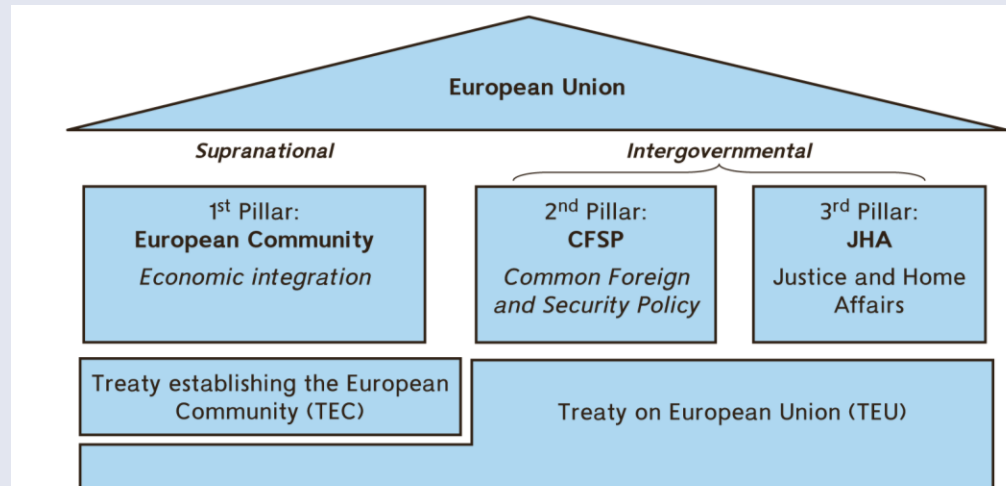 European Union
Supranational
Intergovernmental
1st Pillar:
European Community
Economic integration
2nd Pillar:
CFSP
Common Foreign
and Security Policy
3rd Pillar:
JHA
Justice and Home
Affairs
Treaty establishing the European
Community (TEC)
Treaty on European Union (TEU)